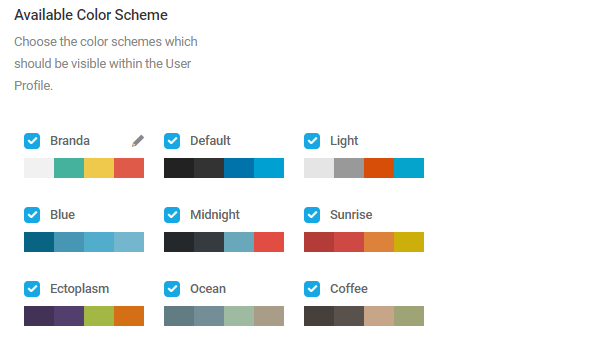 Available Color Scheme
Choose the color schemes which
should be visible within the User
Profile.
Branda
Default
Light
Blue
Midnight
Sunrise
Ectoplasm
Ocean
Coffee